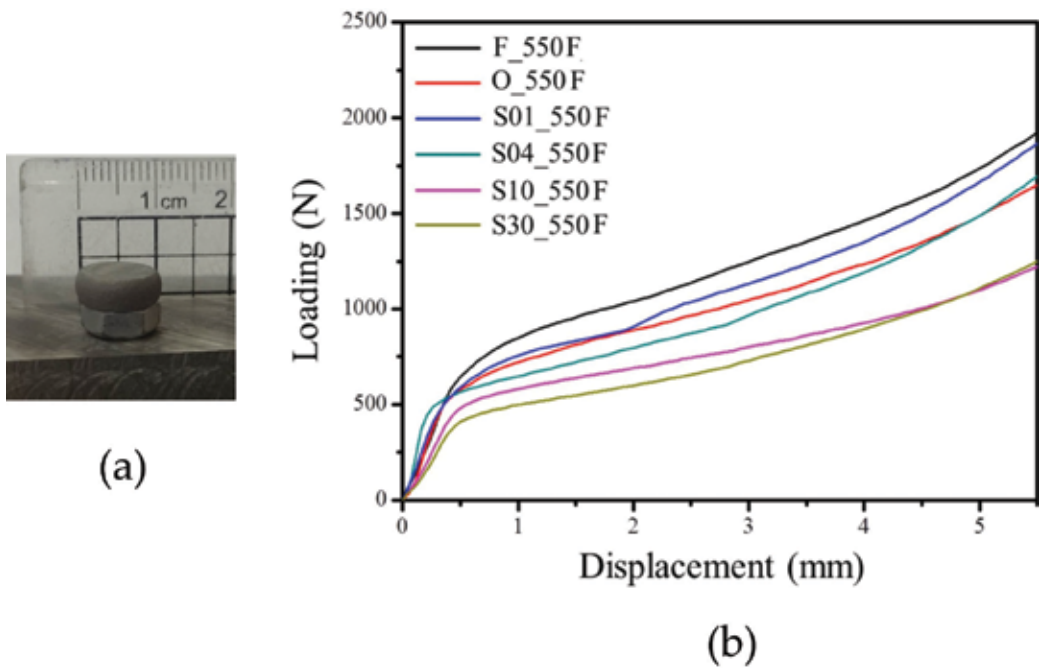 1 cm 2
(a)
2500
2000
1500
1000
500
0
Loading (N)
F_550F
O_550F
S01_550F
S04_550F
S10_550F
S30_550F
0 1 2 3 4 5
Displacement (mm)
(b)